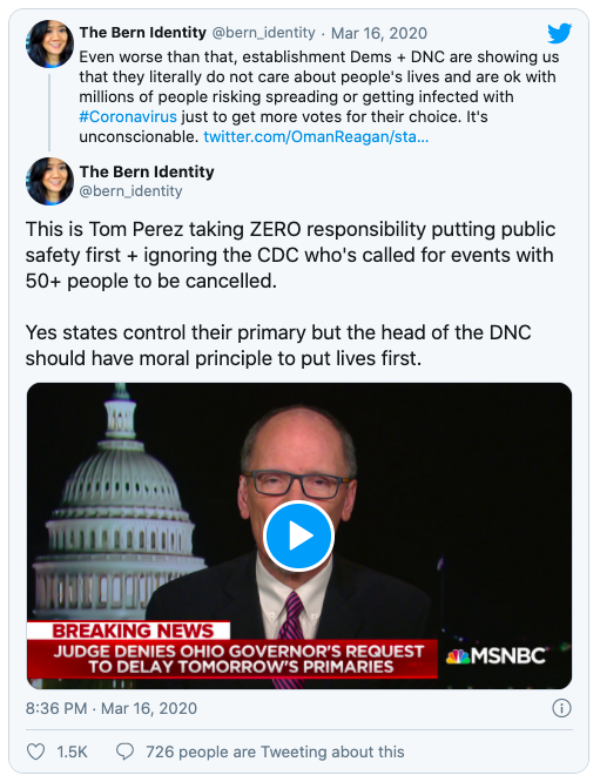 The Bern Identity @bern_identity · Mar 16, 2020
Even worse than that, establishment Dems + DNC are showing us
that they literally do not care about people's lives and are ok with
millions of people risking spreading or getting infected with
#Coronavirus just to get more votes for their choice. It's
unconscionable. twitter.com/OmanReagan/sta...
The Bern Identity
@bern_identity
This is Tom Perez taking ZERO responsibility putting public
safety first + ignoring the CDC who's called for events with
50+ people to be cancelled.
Yes states control their primary but the head of the DNC
should have moral principle to put lives first.
BREAKING NEWS
JUDGE DENIES OHIO GOVERNOR'S REQUEST
TO DELAY TOMORROW'S PRIMARIES
MSNBC
8:36 PM · Mar 16, 2020
1.5K 726 people are Tweeting about this